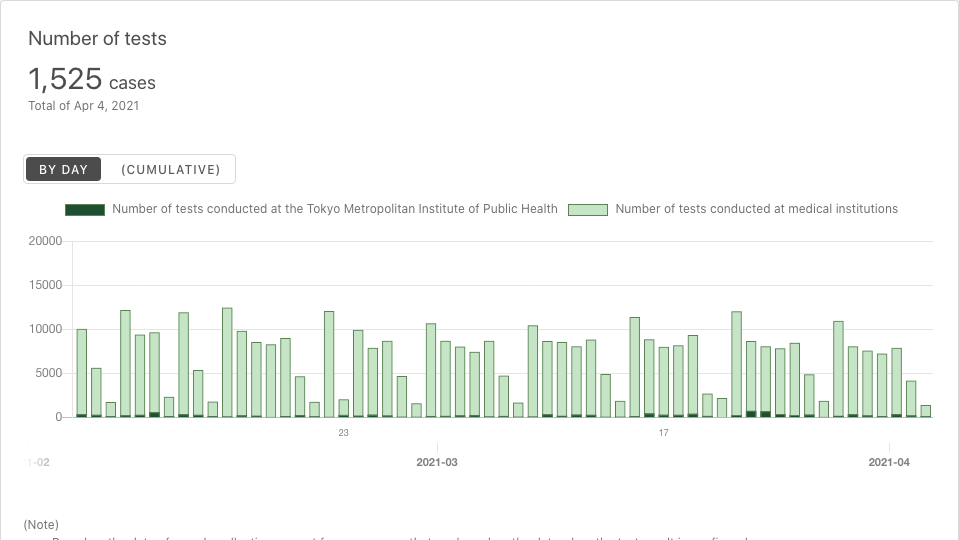 Number of tests
1,525 cases
Total of Apr 4, 2021
BY DAY (CUMULATIVE)
Number of tests conducted at the Tokyo Metropolitan Institute of Public Health Number of tests conducted at medical institutions
20000
15000
10000
5000
0
23 17
1-02 2021-03 2021-04
(Note)